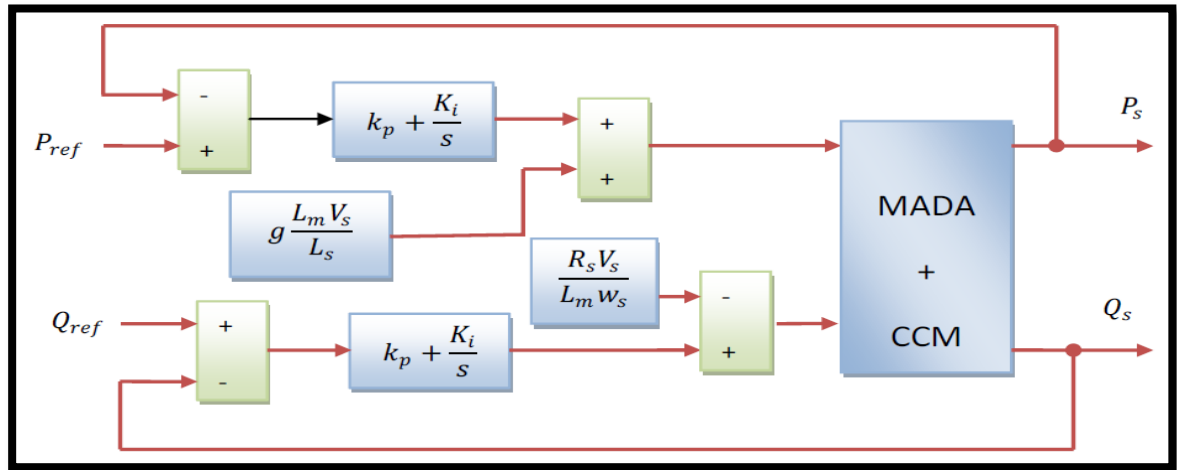 -
P_ref
+
k_p + K_i/s
+
+
P_s
g L_m V_s / L_s
MADA
+
CCM
R_s V_s / L_m w_s
-
+
Q_ref
+
-
k_p + K_i/s
Q_s